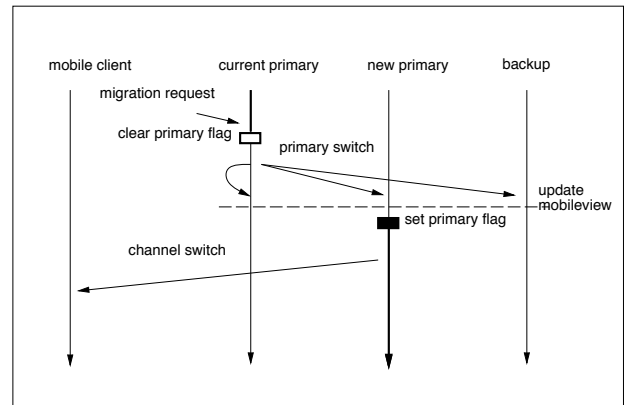 mobile client
current primary
new primary
backup
migration request
clear primary flag
primary switch
update
mobileview
set primary flag
channel switch